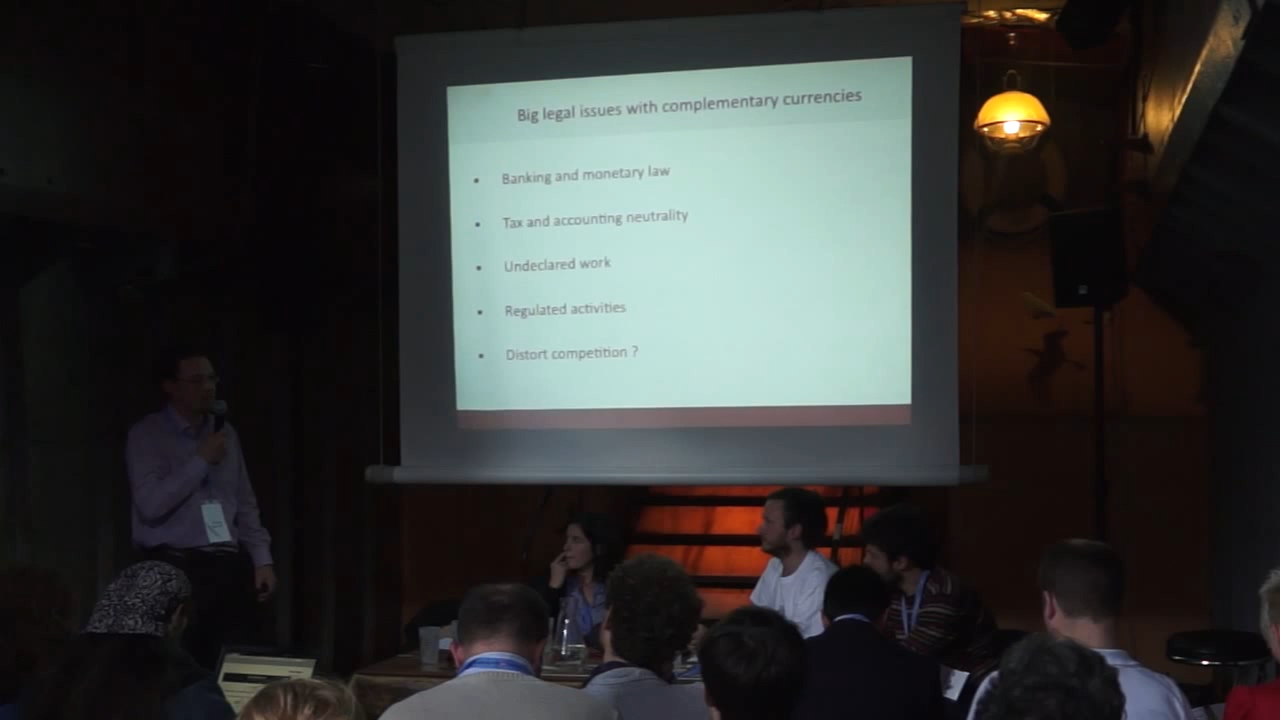 Big legal issues with complementary currencies
Banking and monetary law
Tax and accounting neutrality
Undeclared work
Regulated activities
Distort competition ?